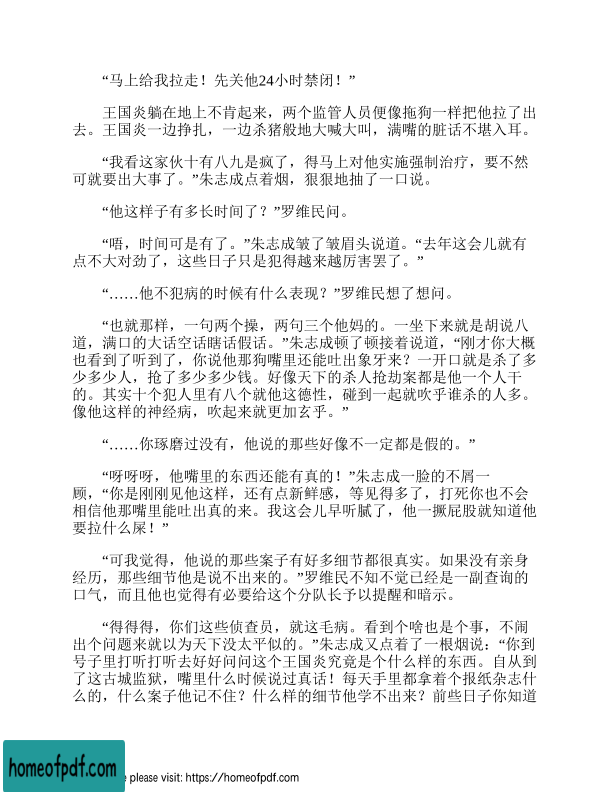 “马上给我拉走！先关他24小时禁闭！”
王国炎躺在地上不肯起来，两个监管人员便像拖狗一样把他拉了出
去。王国炎一边挣扎，一边杀猪般地大喊大叫，满嘴的脏话不堪入耳。
“我看这家伙十有八九是疯了，得马上对他实施强制治疗，要不然
可就要出大事了。”朱志成点着烟，狠狠地抽了一口说。
“他这样子有多长时间了？”罗维民问。
“唔，时间可是有了。”朱志成皱了皱眉头说道。“去年这会儿就有
点不大对劲了，这些日子只是犯得越来越厉害罢了。”
“……他不犯病的时候有什么表现？”罗维民想了想问。
“也就那样，一句两个操，两句三个他妈的。一坐下来就是胡说八
道，满口的大话空话瞎话假话。”朱志成顿了顿接着说道，“刚才你大概
也看到了听到了，你说他那狗嘴里还能吐出象牙来？一开口就是杀了多
少多少人，抢了多少多少钱。好像天下的杀人抢劫案都是他一个人干
的。其实十个犯人里有八个就他这德性，碰到一起就吹乎谁杀的人多。
像他这样的神经病，吹起来就更加玄乎。”
“……你琢磨过没有，他说的那些好像不一定都是假的。”
“呀呀呀，他嘴里的东西还能有真的！”朱志成一脸的不屑一
顾，“你是刚刚见他这样，还有点新鲜感，等见得多了，打死你也不会
相信他那嘴里能吐出真的来。我这会儿早听腻了，他一撅屁股就知道他
要拉什么屎！”
“可我觉得，他说的那些案子有好多细节都很真实。如果没有亲身
经历，那些细节他是说不出来的。”罗维民不知不觉已经是一副查询的
口气，而且他也觉得有必要给这个分队长予以提醒和暗示。
“得得得，你们这些侦查员，就这毛病。看到个啥也是个事，不闹
出个问题来就以为天下没太平似的。”朱志成又点着了一根烟说：“你到
号子里打听打听去好好问问这个王国炎究竟是个什么样的东西。自从到
了这古城监狱，嘴里什么时候说过真话！每天手里都拿着个报纸杂志什
么的，什么案子他记不住？什么样的细节他学不出来？前些日子你知道
homeofpdf.com
e please visit: https://homeofpdf.com